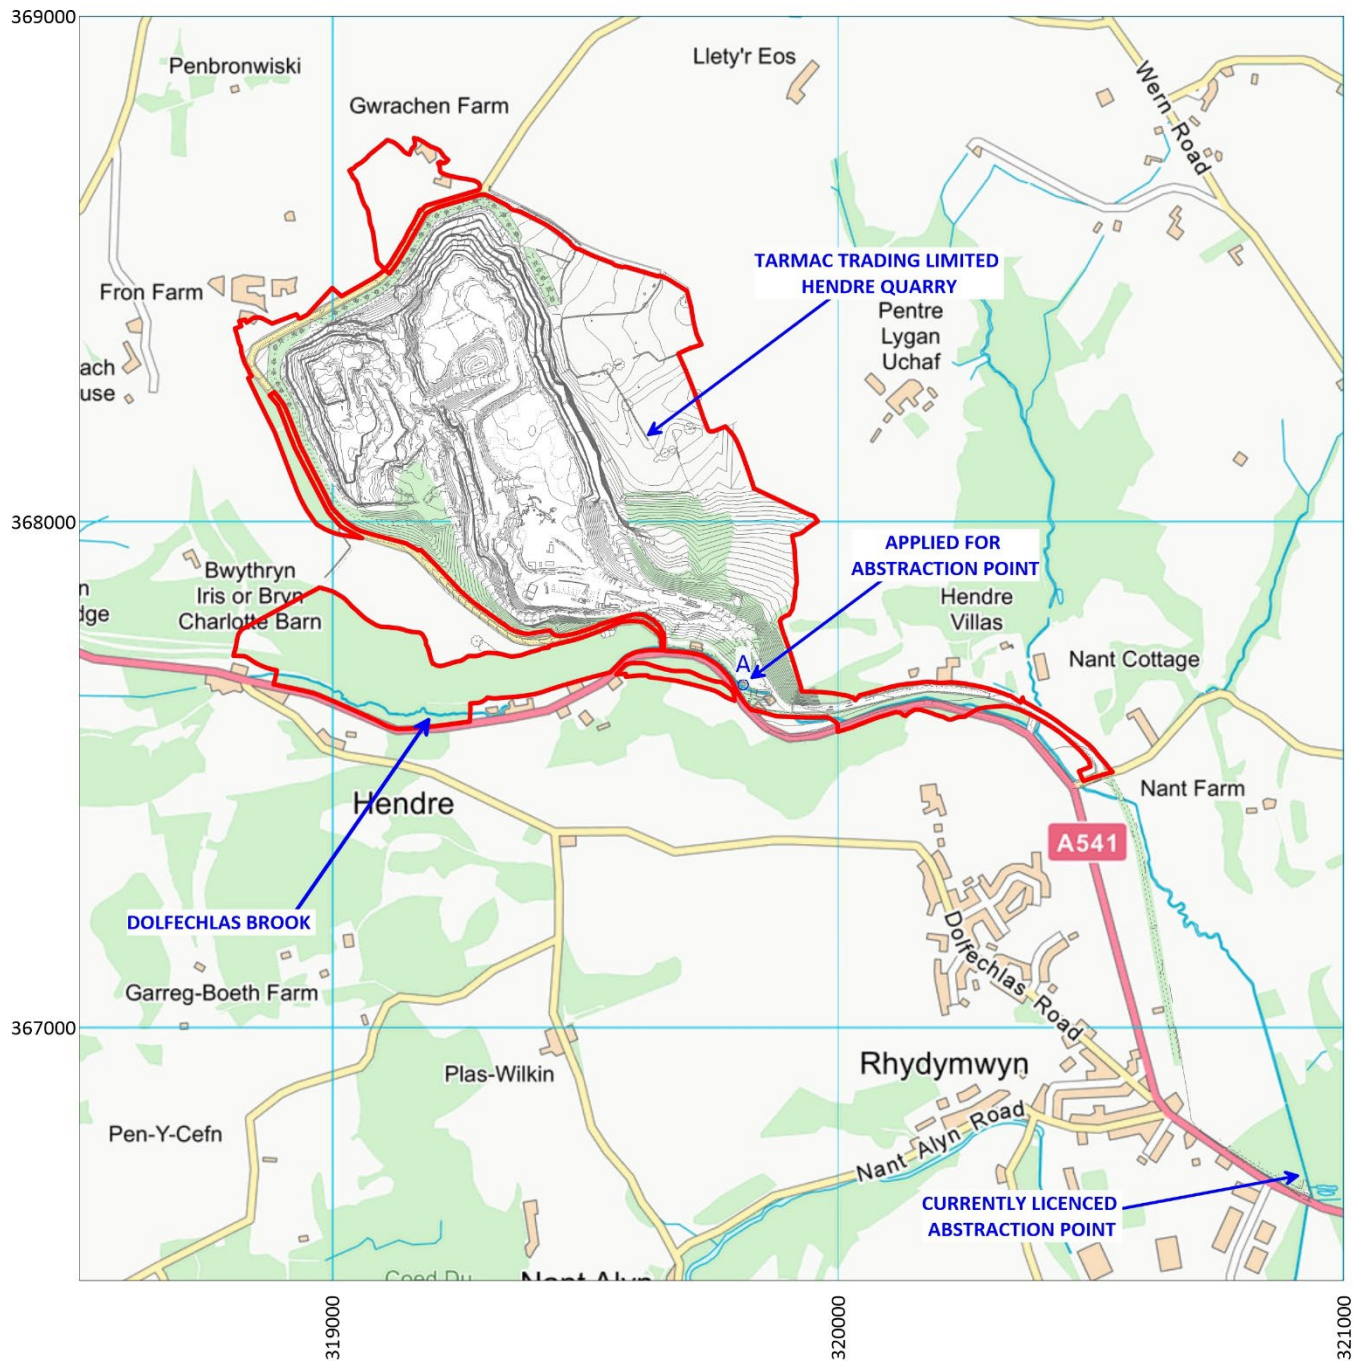 369000
Penbronwiski
Llety'r Eos
Gwrachen Farm
Wern Road
TARMAC TRADING LIMITED
HENDRE QUARRY
Fron Farm
Pentre
Lygan
Uchaf
ach
use
368000
APPLIED FOR
ABSTRACTION POINT
Bwythryn
Iris or Bryn
Charlotte Barn
n
dge
Hendre
Villas
A
Nant Cottage
Hendre
Nant Farm
A541
DOLFECHLAS BROOK
Dolfechlas Road
Garreg-Boeth Farm
367000
Rhydymwyn
Plas-Wilkin
Pen-Y-Cefn
Nant Alyn Road
CURRENTLY LICENCED
ABSTRACTION POINT
Coed Du
Nant Alyn
319000
320000
321000